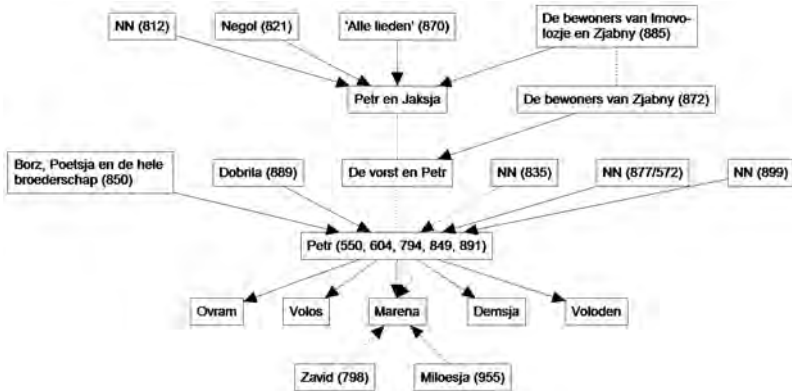 NN (812)
Negol (821)
'Alle lieden' (870)
De bewoners van Imovo-
lozje en Zjabny (885)
Petr en Jaksja
De bewoners van Zjabny (872)
Borz, Poetsja en de hele
broederschap (850)
Dobrila (889)
De vorst en Petr
NN (835)
NN (877/572)
NN (899)
Petr (550, 604, 794, 849, 891)
Ovram
Volos
Marena
Demsja
Voloden
Zavid (798)
Miloesja (955)